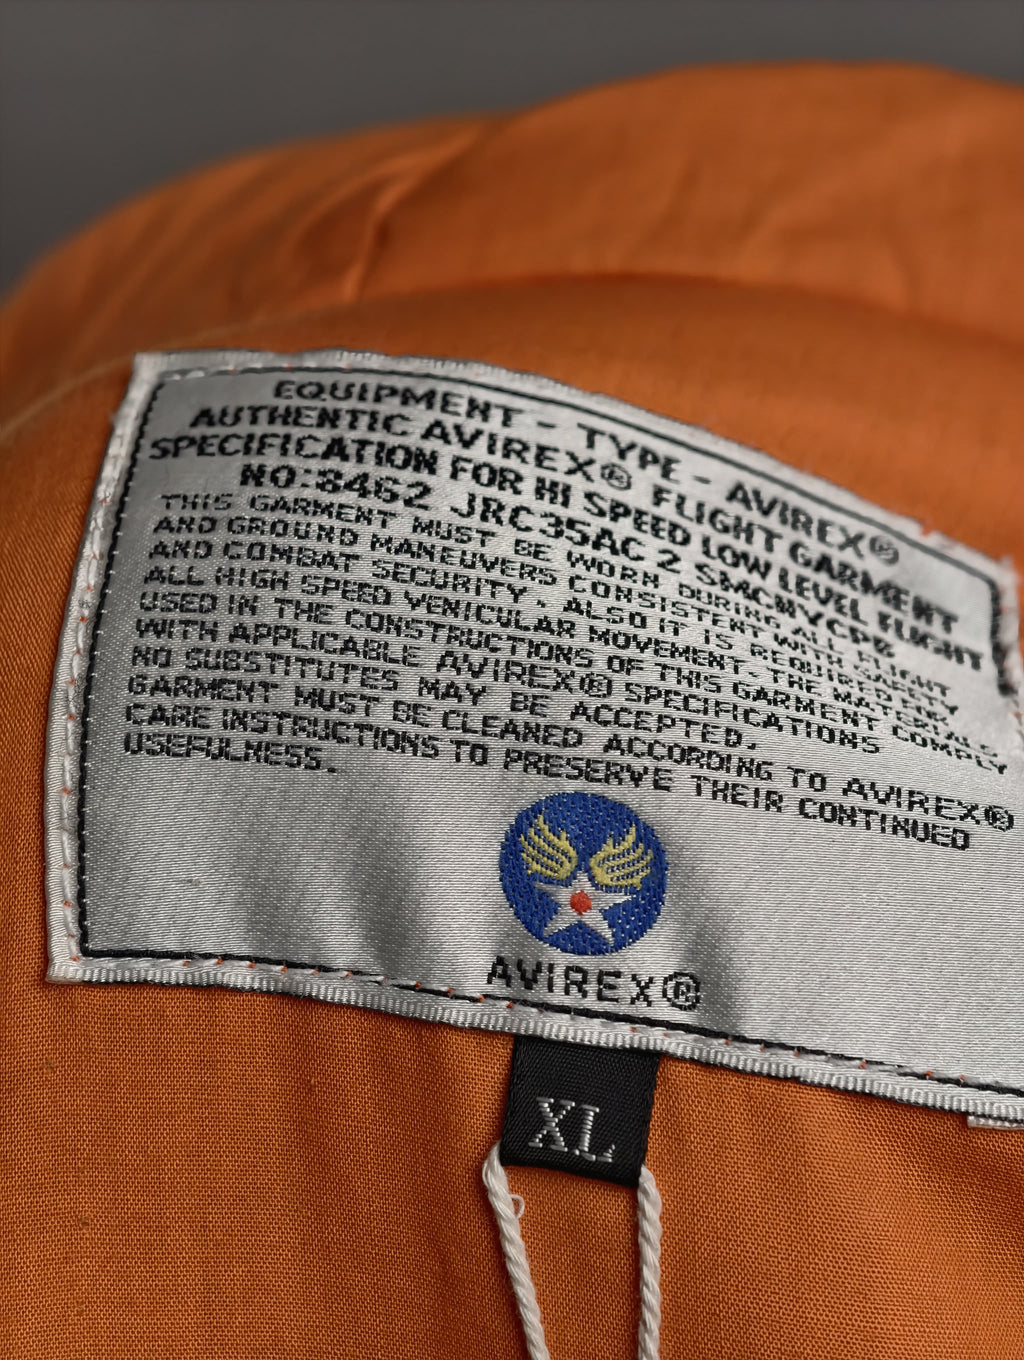 EQUIPMENT - TYPE - AVIREX®
AUTHENTIC AVIREX® FLIGHT GARMENT
SPECIFICATION FOR HI SPEED LOW LEVEL FLIGHT
NO:8462 JRC35AC 2 SMCNYCP8
THIS GARMENT MUST BE WORN DURING ALL FLIGHT
AND GROUND MANEUVERS CONSISTENT WITH SAFETY
AND COMBAT SECURITY. ALSO IT IS REQUIRED FOR
ALL HIGH SPEED VEHICULAR MOVEMENT-THE MATERIALS
USED IN THE CONSTRUCTIONS OF THIS GARMENT COMPLY
WITH APPLICABLE AVIREX® SPECIFICATIONS
NO SUBSTITUTES MAY BE ACCEPTED.
GARMENT MUST BE CLEANED ACCORDING TO AVIREX®
CARE INSTRUCTIONS TO PRESERVE THEIR CONTINUED
USEFULNESS.
AVIREX®
XL